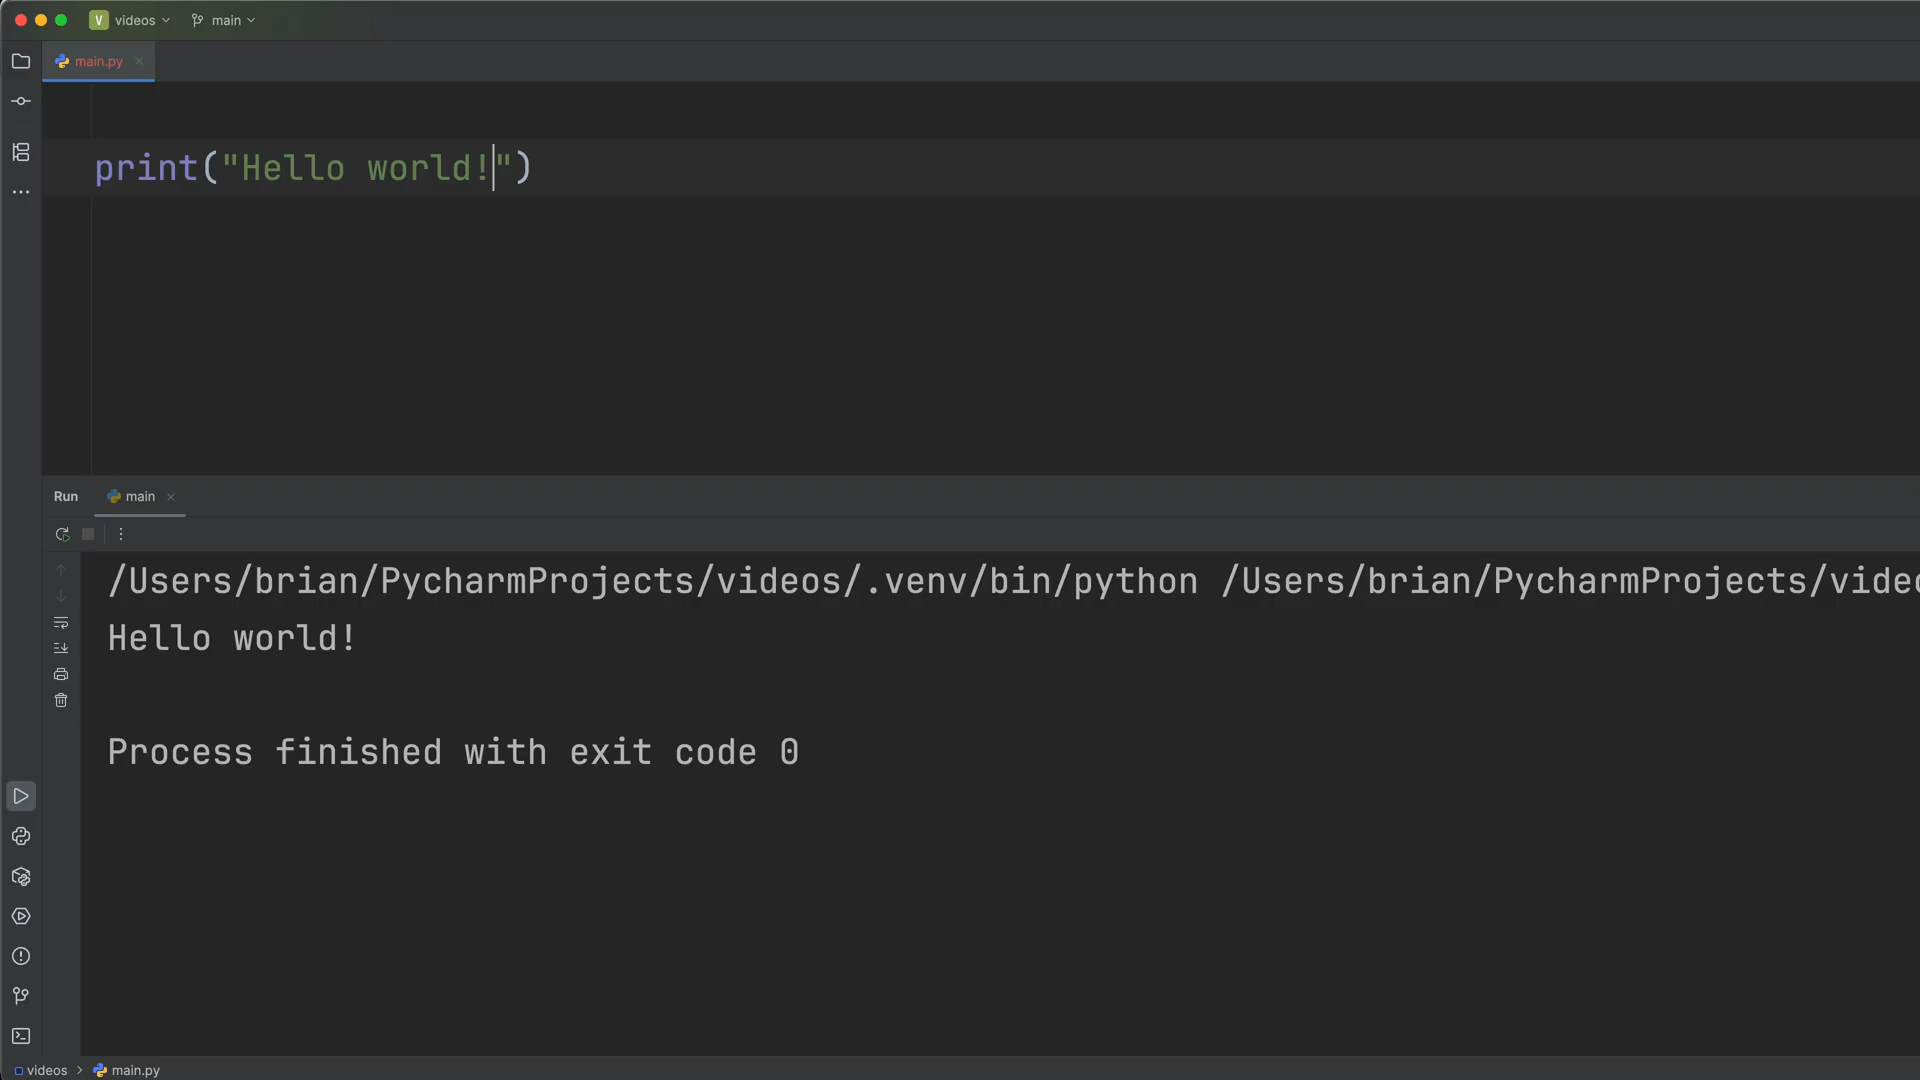 V videos main
main.py
print("Hello world!")
Run main
/Users/brian/PycharmProjects/videos/.venv/bin/python /Users/brian/PycharmProjects/video
Hello world!
Process finished with exit code 0
videos > main.py